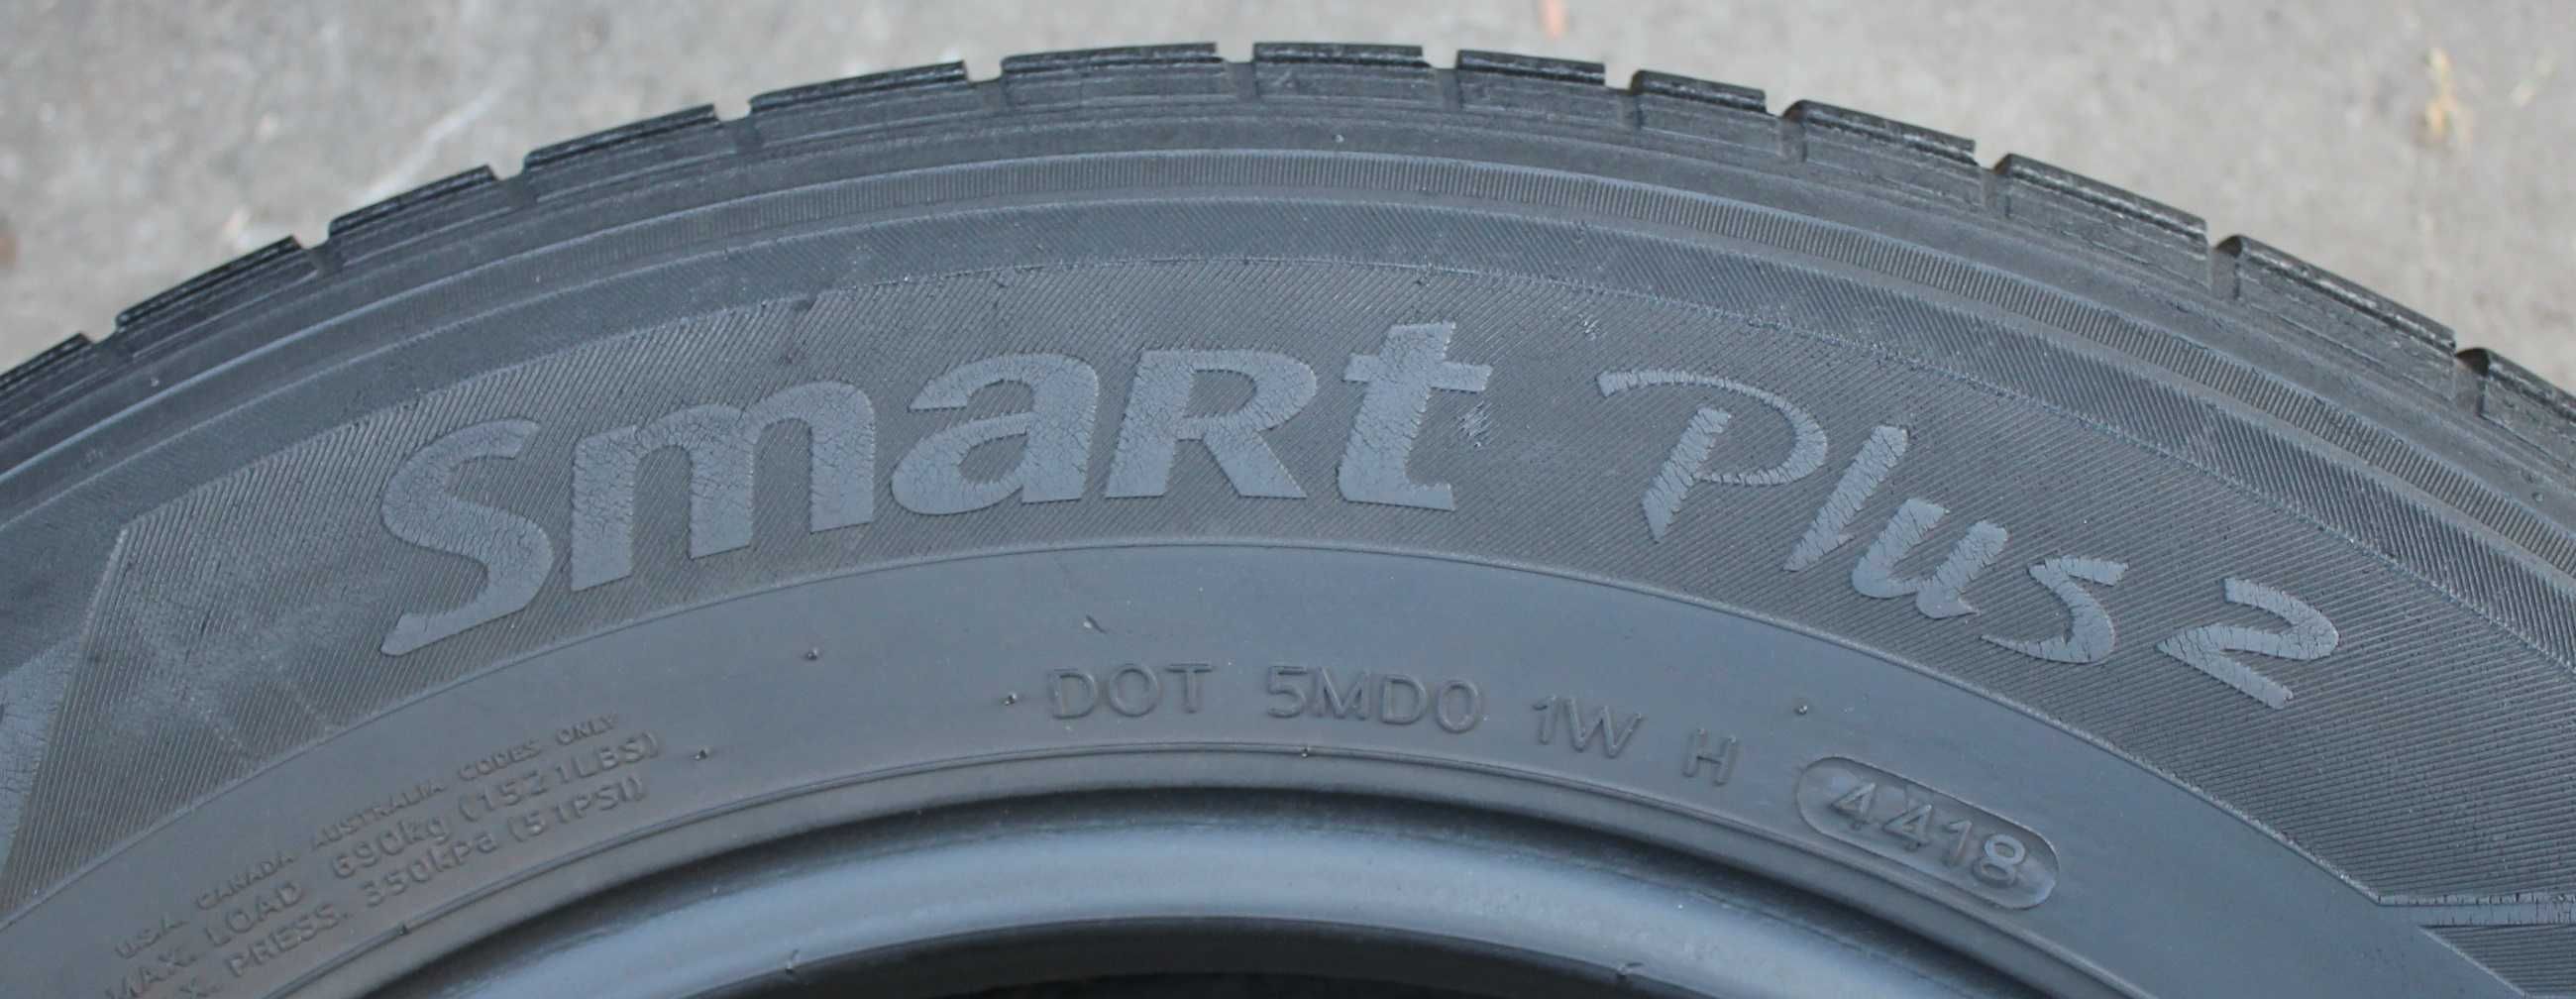 smart Plus 2
DOT 5MD0 1W H 4418
U.S.A. CANADA AUSTRALIA CODES ONLY
MAX. LOAD 690kg (1521LBS)
PRESS. 350kPa (51PSI)